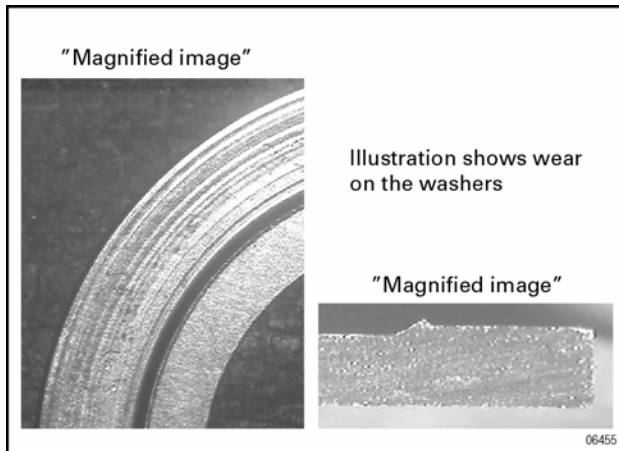 ”Magnified image”
Illustration shows wear
on the washers
”Magnified image”
06455